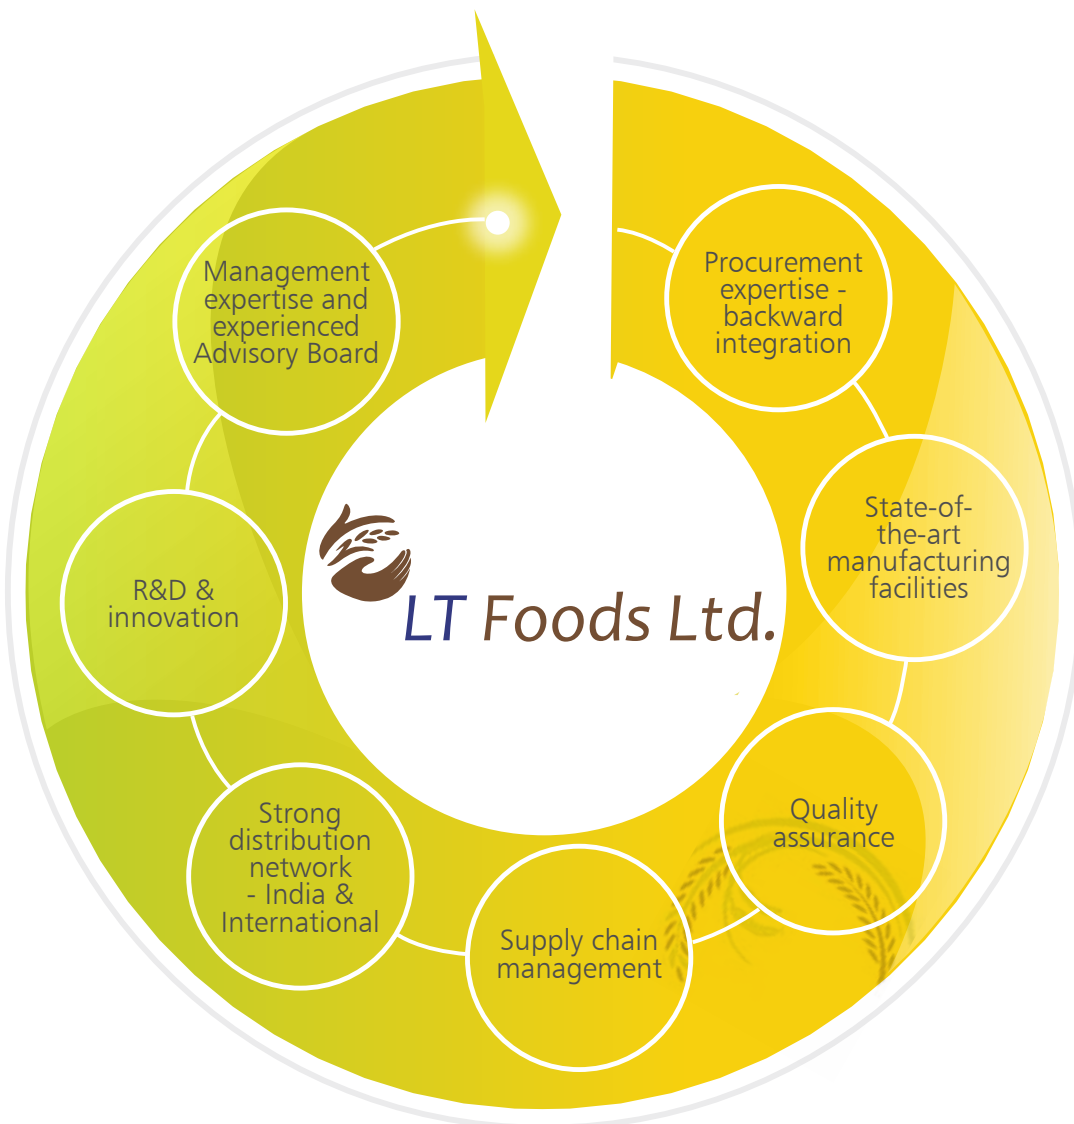 Procurement
expertise -
backward
integration
State-of-
the-art
manufacturing
facilities
Quality
assurance
Supply chain
management
Strong
distribution
network
- India &
International
R&D &
innovation
Management
expertise and
experienced
Advisory Board
LT Foods Ltd.